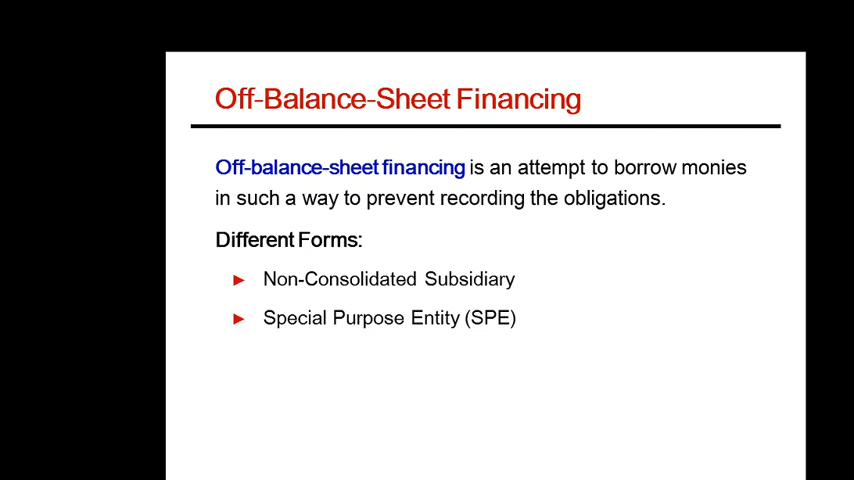 Off-Balance-Sheet Financing
Off-balance-sheet financing is an attempt to borrow monies
in such a way to prevent recording the obligations.
Different Forms:
► Non-Consolidated Subsidiary
► Special Purpose Entity (SPE)